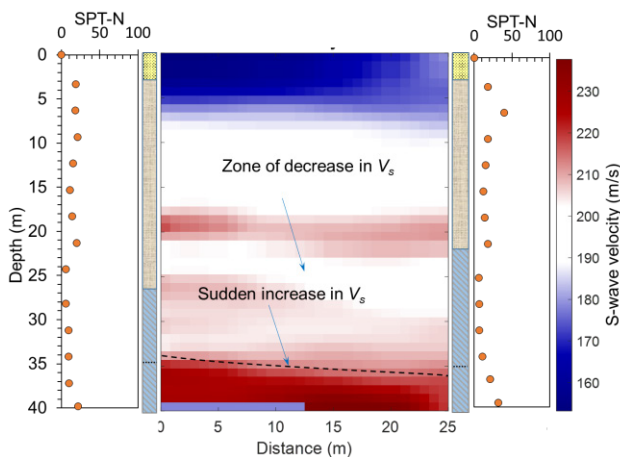 SPT-N
0 50 100
0
5
10
15
20
25
30
35
40
Depth (m)
Zone of decrease in Vs
Sudden increase in Vs
0 5 10 15 20 25
Distance (m)
SPT-N
0 50 100
230
220
210
200
190
180
170
160
S-wave velocity (m/s)